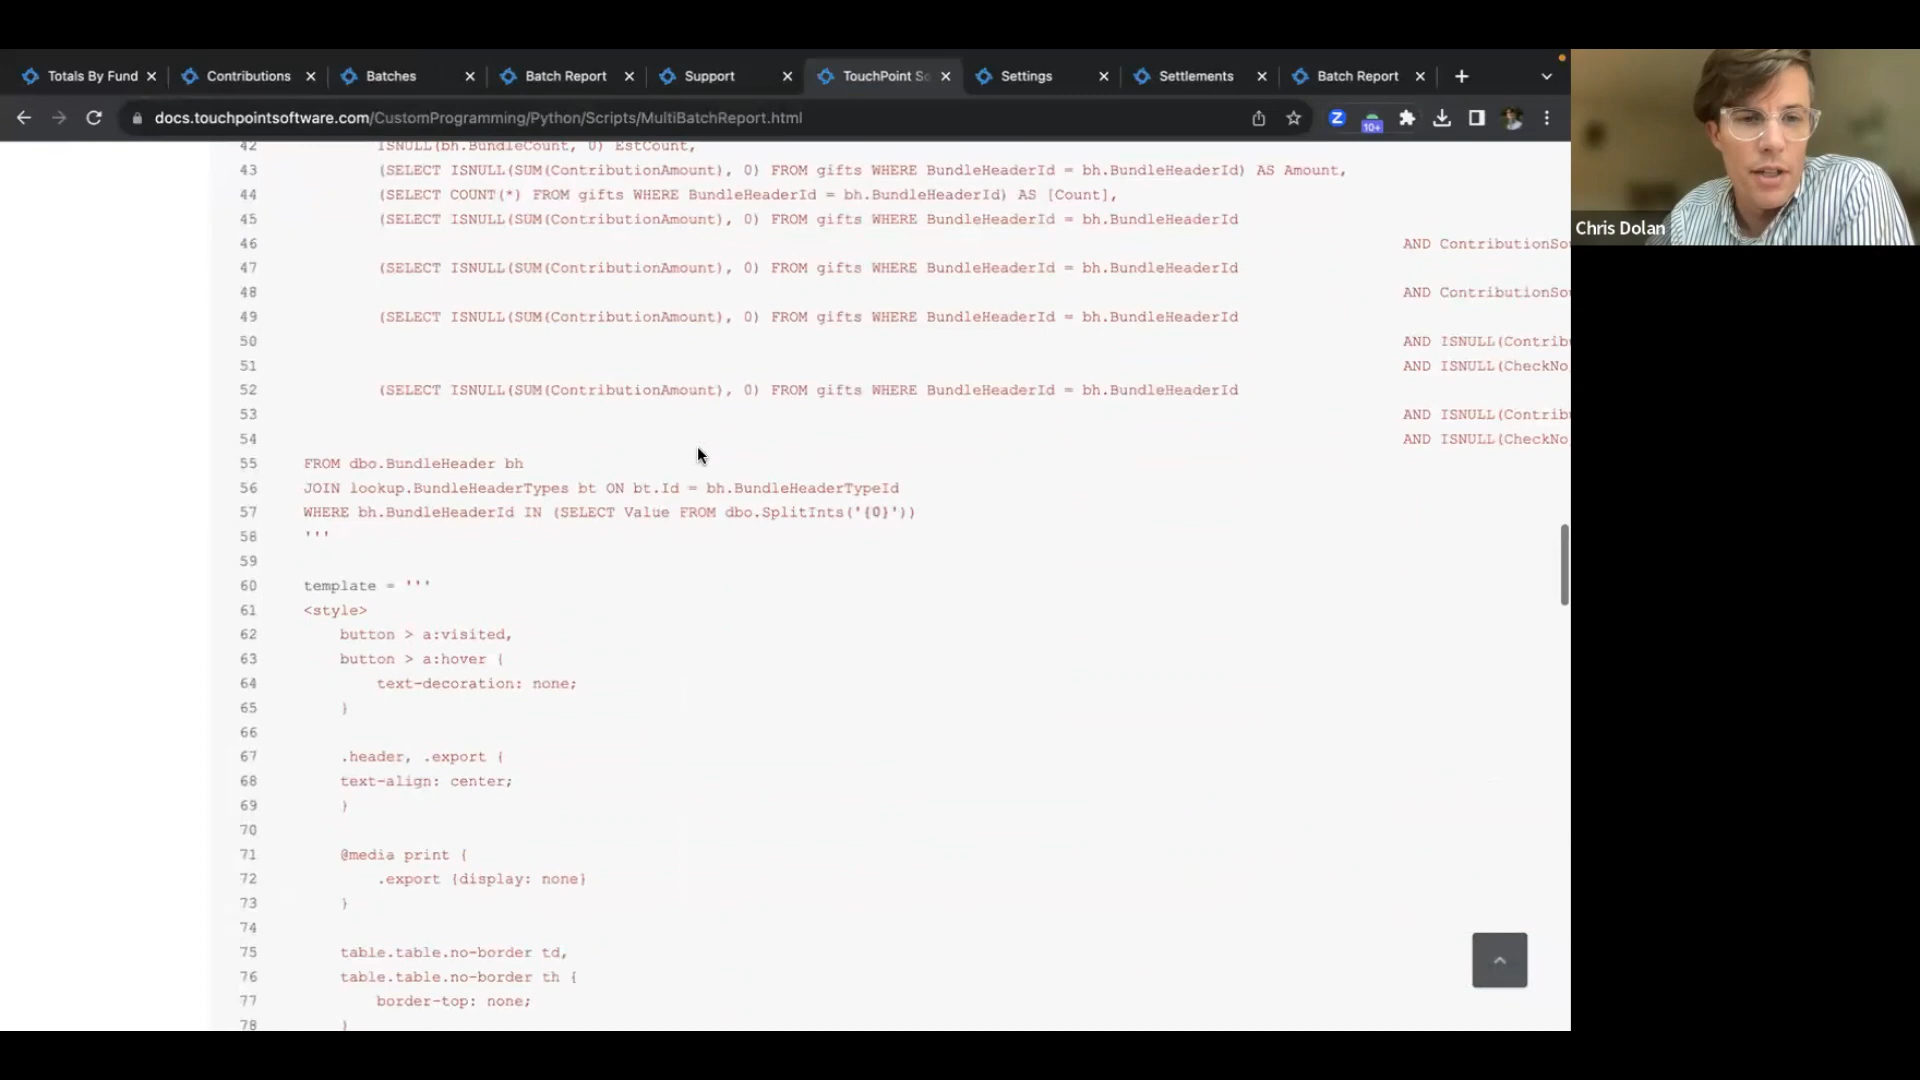 Totals By Fund
Contributions
Batches
Batch Report
Support
TouchPoint So
Settings
Settlements
Batch Report
docs.touchpointsoftware.com/CustomProgramming/Python/Scripts/MultiBatchReport.html
10+
Chris Dolan
42 ISNULL(bh.BundleCount, 0) EstCount,
43 (SELECT ISNULL(SUM(ContributionAmount), 0) FROM gifts WHERE BundleHeaderId = bh.BundleHeaderId) AS Amount,
44 (SELECT COUNT(*) FROM gifts WHERE BundleHeaderId = bh.BundleHeaderId) AS [Count],
45 (SELECT ISNULL(SUM(ContributionAmount), 0) FROM gifts WHERE BundleHeaderId = bh.BundleHeaderId
46 AND ContributionSo
47 (SELECT ISNULL(SUM(ContributionAmount), 0) FROM gifts WHERE BundleHeaderId = bh.BundleHeaderId
48 AND ContributionSo
49 (SELECT ISNULL(SUM(ContributionAmount), 0) FROM gifts WHERE BundleHeaderId = bh.BundleHeaderId
50 AND ISNULL(Contrib
51 AND ISNULL(CheckNo
52 (SELECT ISNULL(SUM(ContributionAmount), 0) FROM gifts WHERE BundleHeaderId = bh.BundleHeaderId
53 AND ISNULL(Contrib
54 AND ISNULL(CheckNo
55 FROM dbo.BundleHeader bh
56 JOIN lookup.BundleHeaderTypes bt ON bt.Id = bh.BundleHeaderTypeId
57 WHERE bh.BundleHeaderId IN (SELECT Value FROM dbo.SplitInts('{0}'))
58 '''
59
60 template = '''
61 <style>
62 button > a:visited,
63 button > a:hover {
64 text-decoration: none;
65 }
66
67 .header, .export {
68 text-align: center;
69 }
70
71 @media print {
72 .export {display: none}
73 }
74
75 table.table.no-border td,
76 table.table.no-border th {
77 border-top: none;
78 }